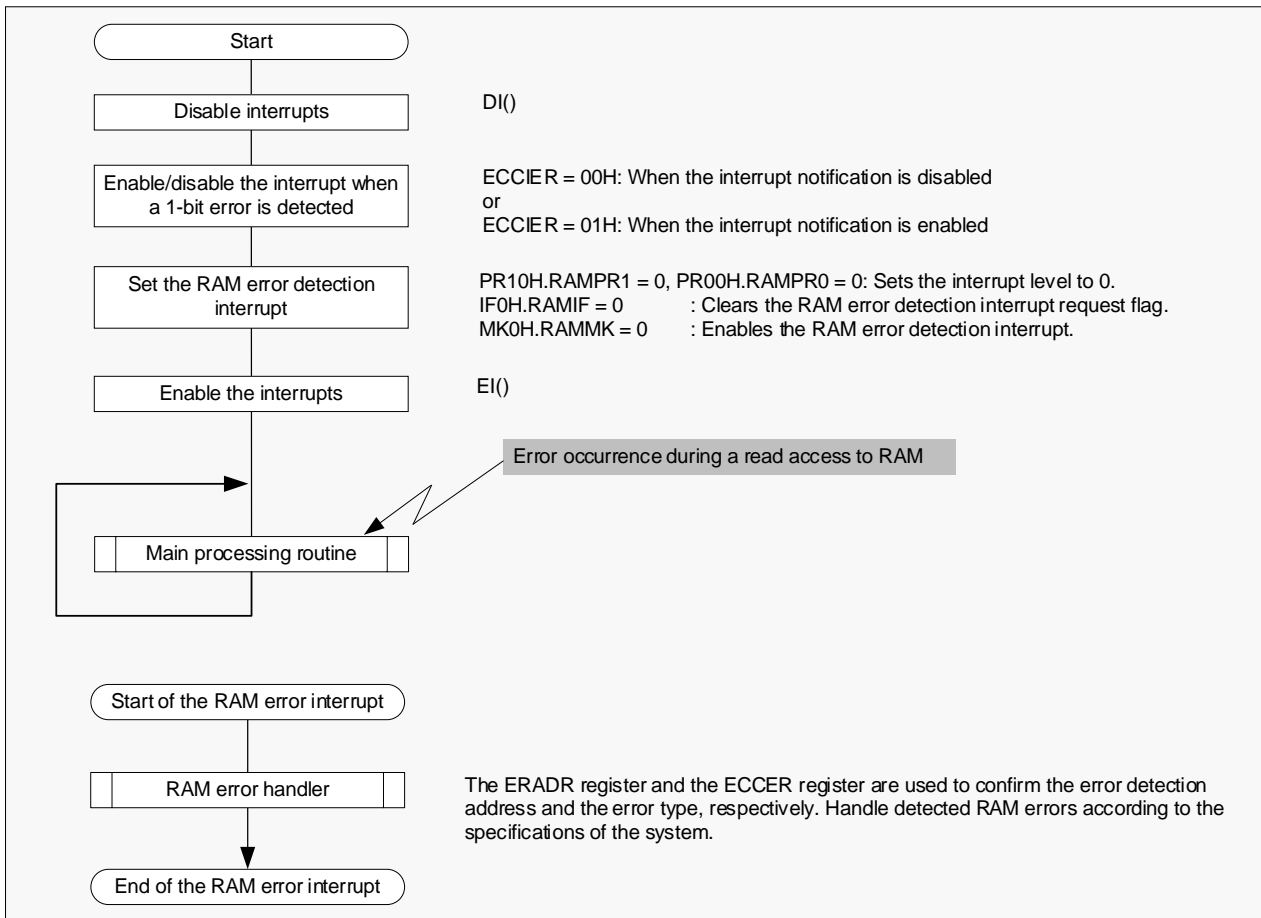 Start
Disable interrupts
DI()
Enable/disable the interrupt when
a 1-bit error is detected
ECCIER = 00H: When the interrupt notification is disabled
or
ECCIER = 01H: When the interrupt notification is enabled
Set the RAM error detection
interrupt
PR10H.RAMPR1 = 0, PR00H.RAMPR0 = 0: Sets the interrupt level to 0.
IF0H.RAMIF = 0 : Clears the RAM error detection interrupt request flag.
MK0H.RAMMK = 0 : Enables the RAM error detection interrupt.
Enable the interrupts
EI()
Error occurrence during a read access to RAM
Main processing routine
Start of the RAM error interrupt
RAM error handler
The ERADR register and the ECCER register are used to confirm the error detection
address and the error type, respectively. Handle detected RAM errors according to the
specifications of the system.
End of the RAM error interrupt